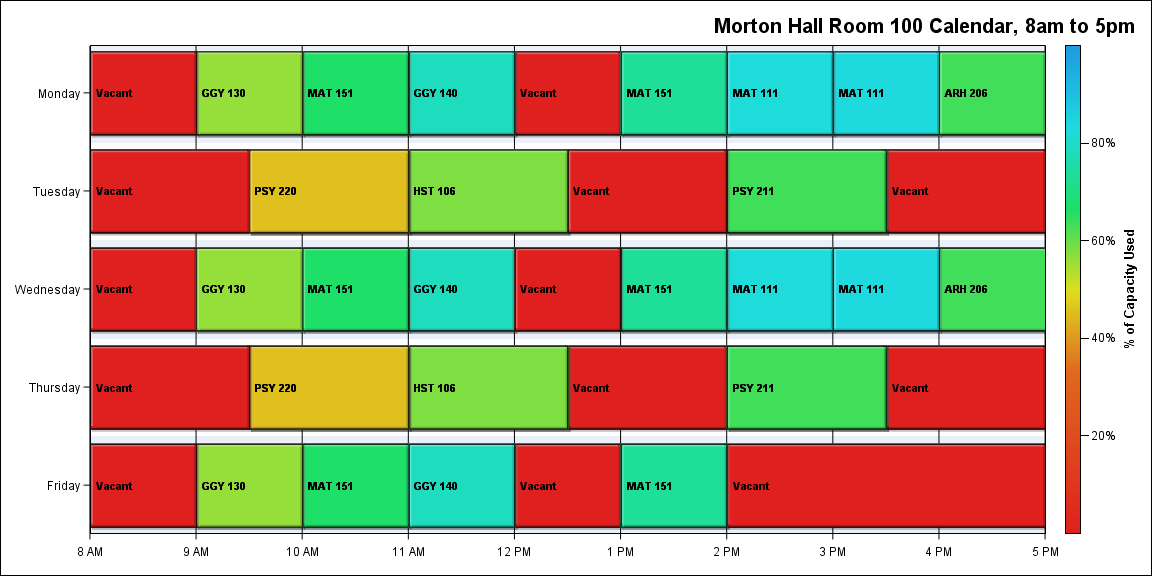 Morton Hall Room 100 Calendar, 8am to 5pm
Monday Vacant GGY 130 MAT 151 GGY 140 Vacant MAT 151 MAT 111 MAT 111 ARH 206
Tuesday Vacant PSY 220 HST 106 Vacant PSY 211 Vacant
Wednesday Vacant GGY 130 MAT 151 GGY 140 Vacant MAT 151 MAT 111 MAT 111 ARH 206
Thursday Vacant PSY 220 HST 106 Vacant PSY 211 Vacant
Friday Vacant GGY 130 MAT 151 GGY 140 Vacant MAT 151 Vacant
8 AM 9 AM 10 AM 11 AM 12 PM 1 PM 2 PM 3 PM 4 PM 5 PM
80%
60%
40%
20%
% of Capacity Used